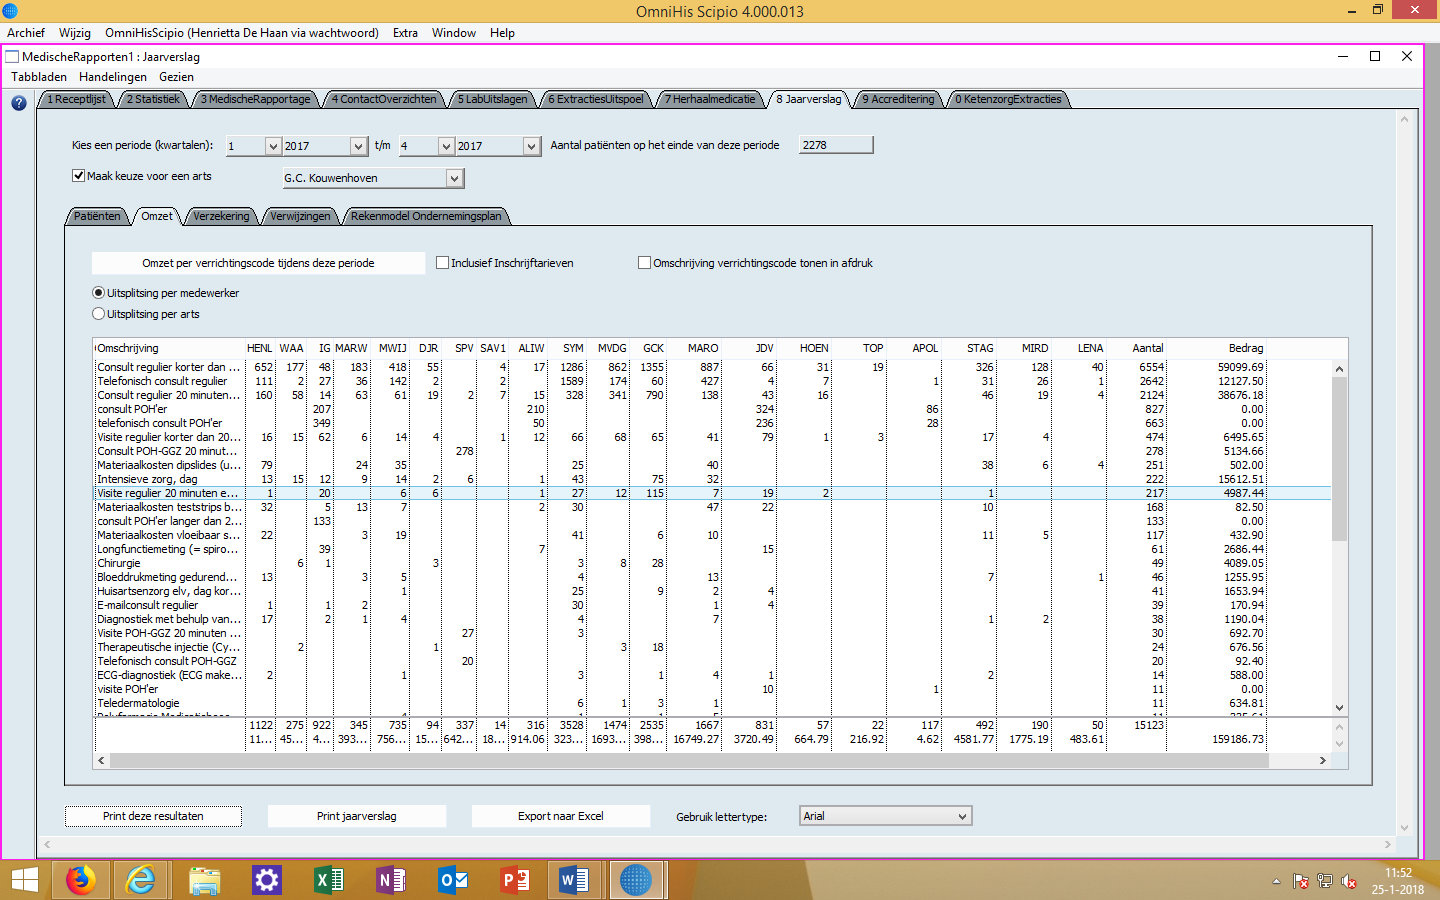 OmniHis Scipio 4.000.013
Archief Wijzig OmniHisScipio (Henrietta De Haan via wachtwoord) Extra Window Help
MedischeRapporten1 : Jaarverslag
Tabbladen Handelingen Gezien
1 Receptlijst 2 Statistiek 3 MedischeRapportage 4 ContactOverzichten 5 LabUitslagen 6 ExtractiesUitspoel 7 Herhaalmedicatie 8 Jaarverslag 9 Accreditering 0 KetenzorgExtracties
Kies een periode (kwartalen): 1 2017 t/m 4 2017 Aantal patiënten op het einde van deze periode 2278
Maak keuze voor een arts G.C. Kouwenhoven
Patiënten Omzet Verzekering Verwijzingen Rekenmodel Ondernemingsplan
Omzet per verrichtingscode tijdens deze periode Inclusief Inschrijftarieven Omschrijving verrichtingscode tonen in afdruk
Uitsplitsing per medewerker
Uitsplitsing per arts
Omschrijving HENL WAA IG MARW MWIJ DJR SPV SAV1 ALIW SYM MVDG GCK MARO JDV HOEN TOP APOL STAG MIRD LENA Aantal Bedrag
Consult regulier korter dan ... 652 177 48 183 418 55 4 17 1286 862 1355 887 66 31 19 326 128 40 6554 59099.69
Telefonisch consult regulier 111 2 27 36 142 2 2 1589 174 60 427 4 7 1 31 26 1 2642 12127.50
Consult regulier 20 minuten... 160 58 14 63 61 19 2 7 15 328 341 790 138 43 16 46 19 4 2124 38676.18
consult POH'er 207 210 324 86 827 0.00
telefonisch consult POH'er 349 50 236 28 663 0.00
Visite regulier korter dan 20... 16 15 62 6 14 4 1 12 66 68 65 41 79 1 3 17 4 474 6495.65
Consult POH-GGZ 20 minut... 278 278 5134.66
Materiaalkosten dipslides (u... 79 24 35 25 40 38 6 4 251 502.00
Intensieve zorg, dag 13 15 12 9 14 2 6 1 43 75 32 222 15612.51
Visite regulier 20 minuten e... 1 20 6 6 1 27 12 115 7 19 2 1 217 4987.44
Materiaalkosten teststrips b... 32 5 13 7 2 30 47 22 10 168 82.50
consult POH'er langer dan 2... 133 133 0.00
Materiaalkosten vloeibaar s... 22 3 19 41 6 10 11 5 117 432.90
Longfunctiemeting (= spiro... 39 7 15 61 2686.44
Chirurgie 6 1 3 3 8 28 49 4089.05
Bloeddrukmeting gedurend... 13 3 5 4 13 7 1 46 1255.95
Huisartsenzorg elv, dag kor... 1 25 9 2 4 41 1653.94
E-mailconsult regulier 1 1 2 30 1 4 39 170.94
Diagnostiek met behulp van... 17 2 1 4 4 7 1 2 38 1190.04
Visite POH-GGZ 20 minuten ... 27 3 30 692.70
Therapeutische injectie (Cy... 2 1 3 18 24 676.56
Telefonisch consult POH-GGZ 20 20 92.40
ECG-diagnostiek (ECG make... 2 1 3 1 4 1 2 14 588.00
visite POH'er 10 1 11 0.00
Teledermatologie 6 1 3 1 11 634.81
1122 275 922 345 735 94 337 14 316 3528 1474 2535 1667 831 57 22 117 492 190 50 15123
11... 45... 4... 393... 756... 15... 642... 18... 914.06 323... 1693... 398... 16749.27 3720.49 664.79 216.92 4.62 4581.77 1775.19 483.61 159186.73
Print deze resultaten Print jaarverslag Export naar Excel Gebruik lettertype: Arial
11:52
25-1-2018